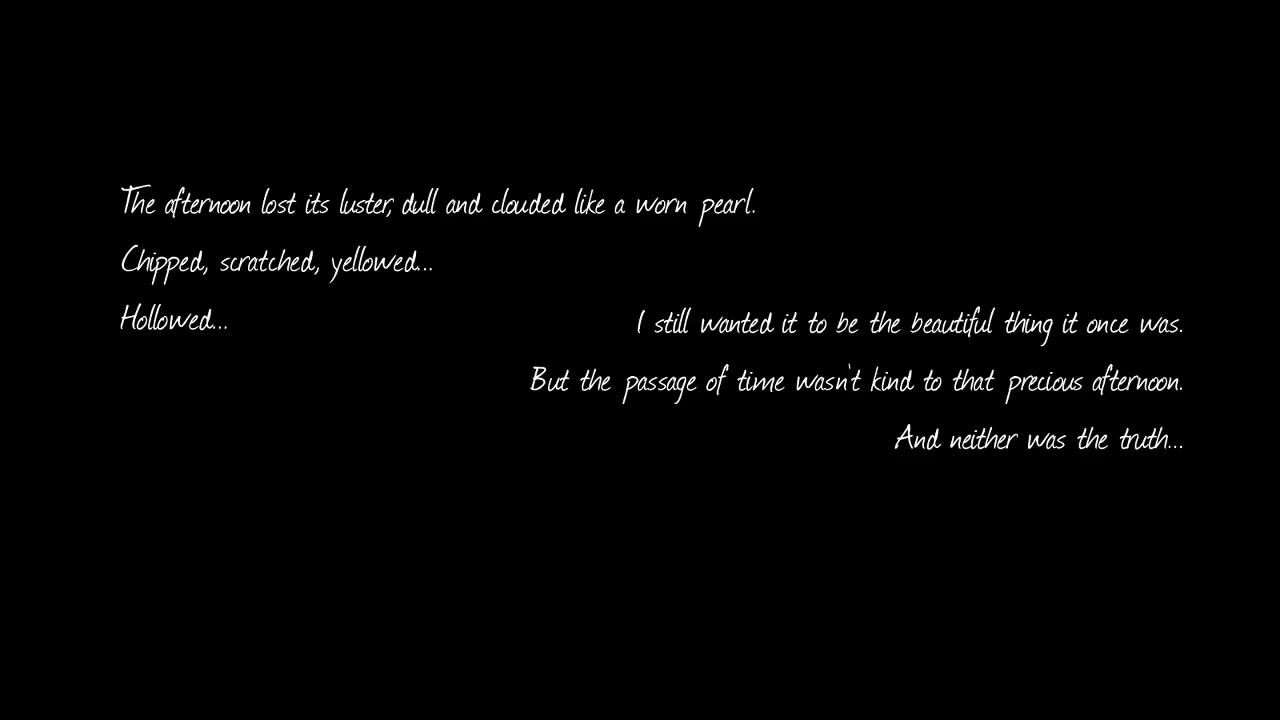 The afternoon lost its luster, dull and clouded like a worn pearl.
Chipped, scratched, yellowed...
Hollowed...
I still wanted it to be the beautiful thing it once was.
But the passage of time wasn't kind to that precious afternoon.
And neither was the truth...